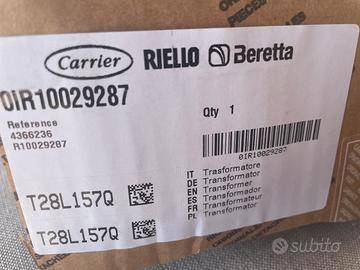 Carrier RIELLO Beretta
0IR10029287
Reference
4366236
R10029287
Qty 1
0IR10029287
T28L157Q
T28L157Q
IT Trasformatore
DE Transformator
EN Transformer
ES Transformador
FR Transformateur
PL Transformator
subito